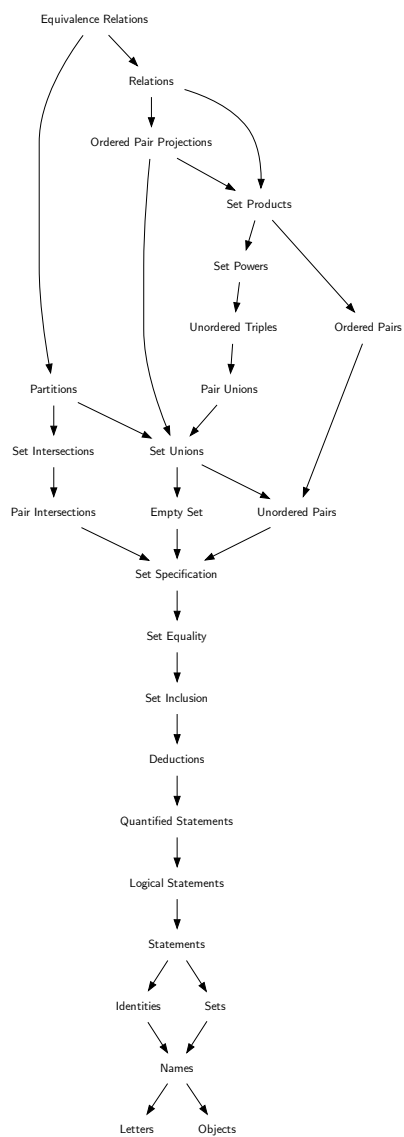 Equivalence Relations
Relations
Ordered Pair Projections
Set Products
Set Powers
Unordered Triples
Ordered Pairs
Partitions
Pair Unions
Set Intersections
Set Unions
Pair Intersections
Empty Set
Unordered Pairs
Set Specification
Set Equality
Set Inclusion
Deductions
Quantified Statements
Logical Statements
Statements
Identities
Sets
Names
Letters
Objects